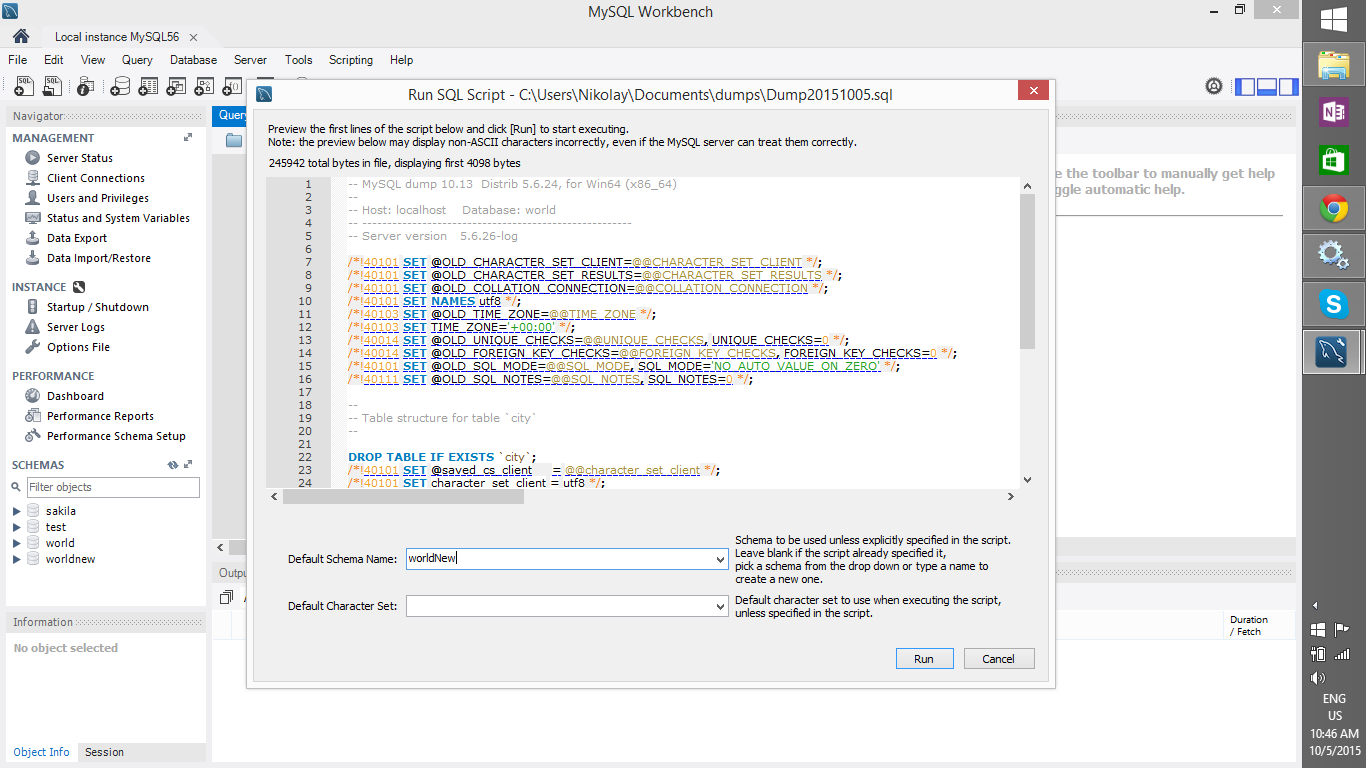 MySQL Workbench
Local instance MySQL56
File Edit View Query Database Server Tools Scripting Help
Navigator
MANAGEMENT
Server Status
Client Connections
Users and Privileges
Status and System Variables
Data Export
Data Import/Restore
INSTANCE
Startup / Shutdown
Server Logs
Options File
PERFORMANCE
Dashboard
Performance Reports
Performance Schema Setup
SCHEMAS
Filter objects
sakila
test
world
worldnew
Information
No object selected
Object Info Session
Query
Run SQL Script - C:\Users\Nikolay\Documents\dumps\Dump20151005.sql
Preview the first lines of the script below and click [Run] to start executing.
Note: the preview below may display non-ASCII characters incorrectly, even if the MySQL server can treat them correctly.
245942 total bytes in file, displaying first 4098 bytes
1 -- MySQL dump 10.13 Distrib 5.6.24, for Win64 (x86_64)
2 --
3 -- Host: localhost Database: world
4 -- ------------------------------------------------------
5 -- Server version 5.6.26-log
6
7 /*!40101 SET @OLD_CHARACTER_SET_CLIENT=@@CHARACTER_SET_CLIENT */;
8 /*!40101 SET @OLD_CHARACTER_SET_RESULTS=@@CHARACTER_SET_RESULTS */;
9 /*!40101 SET @OLD_COLLATION_CONNECTION=@@COLLATION_CONNECTION */;
10 /*!40101 SET NAMES utf8 */;
11 /*!40103 SET @OLD_TIME_ZONE=@@TIME_ZONE */;
12 /*!40103 SET TIME_ZONE='+00:00' */;
13 /*!40014 SET @OLD_UNIQUE_CHECKS=@@UNIQUE_CHECKS, UNIQUE_CHECKS=0 */;
14 /*!40014 SET @OLD_FOREIGN_KEY_CHECKS=@@FOREIGN_KEY_CHECKS, FOREIGN_KEY_CHECKS=0 */;
15 /*!40101 SET @OLD_SQL_MODE=@@SQL_MODE, SQL_MODE='NO_AUTO_VALUE_ON_ZERO' */;
16 /*!40111 SET @OLD_SQL_NOTES=@@SQL_NOTES, SQL_NOTES=0 */;
17
18 --
19 -- Table structure for table `city`
20 --
21
22 DROP TABLE IF EXISTS `city`;
23 /*!40101 SET @saved_cs_client = @@character_set_client */;
24 /*!40101 SET character_set_client = utf8 */;
Default Schema Name: worldNew
Schema to be used unless explicitly specified in the script.
Leave blank if the script already specified it,
pick a schema from the drop down or type a name to
create a new one.
Default Character Set:
Default character set to use when executing the script,
unless specified in the script.
Run Cancel
e the toolbar to manually get help
ggle automatic help.
Outpu
Duration
/ Fetch
ENG
US
10:46 AM
10/5/2015